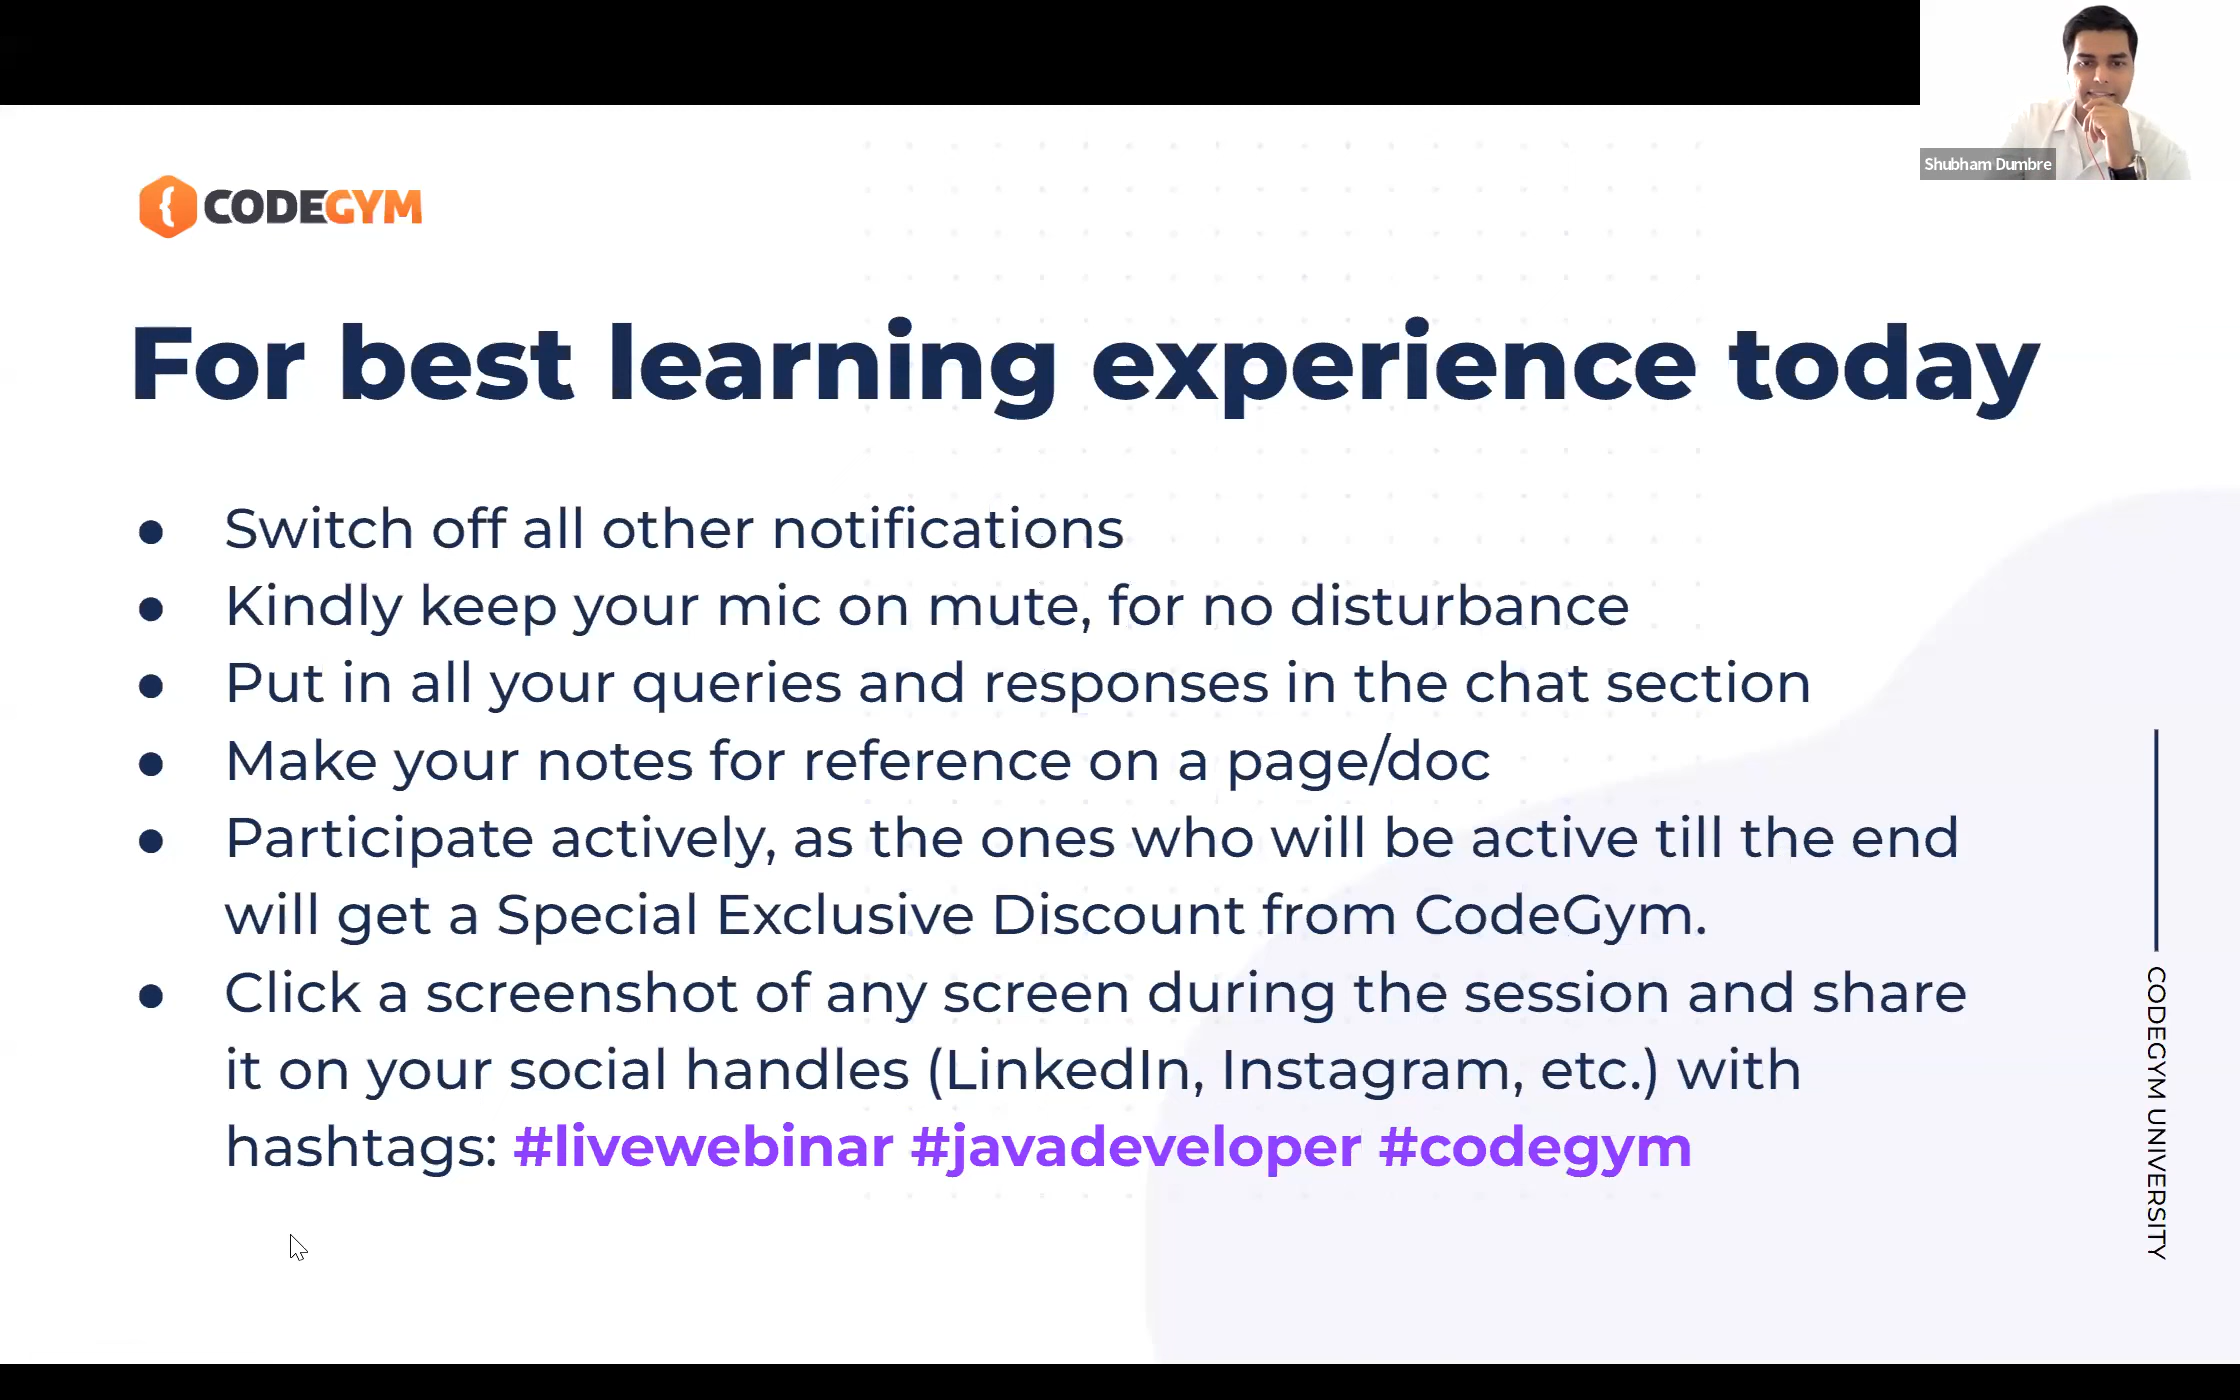 Shubham Dumbre
CODEGYM
For best learning experience today
● Switch off all other notifications
● Kindly keep your mic on mute, for no disturbance
● Put in all your queries and responses in the chat section
● Make your notes for reference on a page/doc
● Participate actively, as the ones who will be active till the end
will get a Special Exclusive Discount from CodeGym.
● Click a screenshot of any screen during the session and share
it on your social handles (LinkedIn, Instagram, etc.) with
hashtags: #livewebinar #javadeveloper #codegym
CODEGYM UNIVERSITY